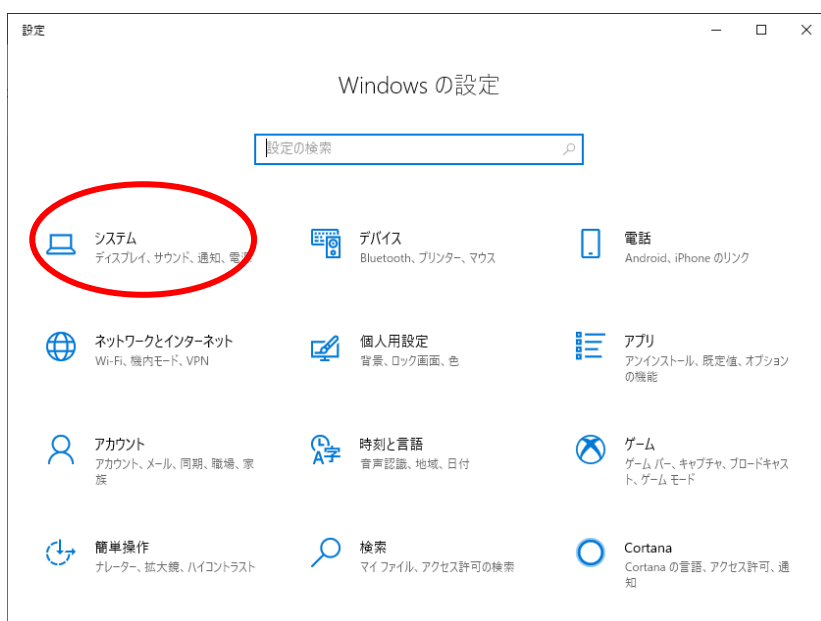 設定
Windows の設定
設定の検索
システム
ディスプレイ、サウンド、通知、電源
デバイス
Bluetooth、プリンター、マウス
電話
Android、iPhone のリンク
ネットワークとインターネット
Wi-Fi、機内モード、VPN
個人用設定
背景、ロック画面、色
アプリ
アンインストール、既定値、オプション
の機能
アカウント
アカウント、メール、同期、職場、家
族
時刻と言語
音声認識、地域、日付
ゲーム
ゲーム バー、キャプチャ、ブロードキャス
ト、ゲーム モード
簡単操作
ナレーター、拡大鏡、ハイコントラスト
検索
マイ ファイル、アクセス許可の検索
Cortana
Cortana の言語、アクセス許可、通
知